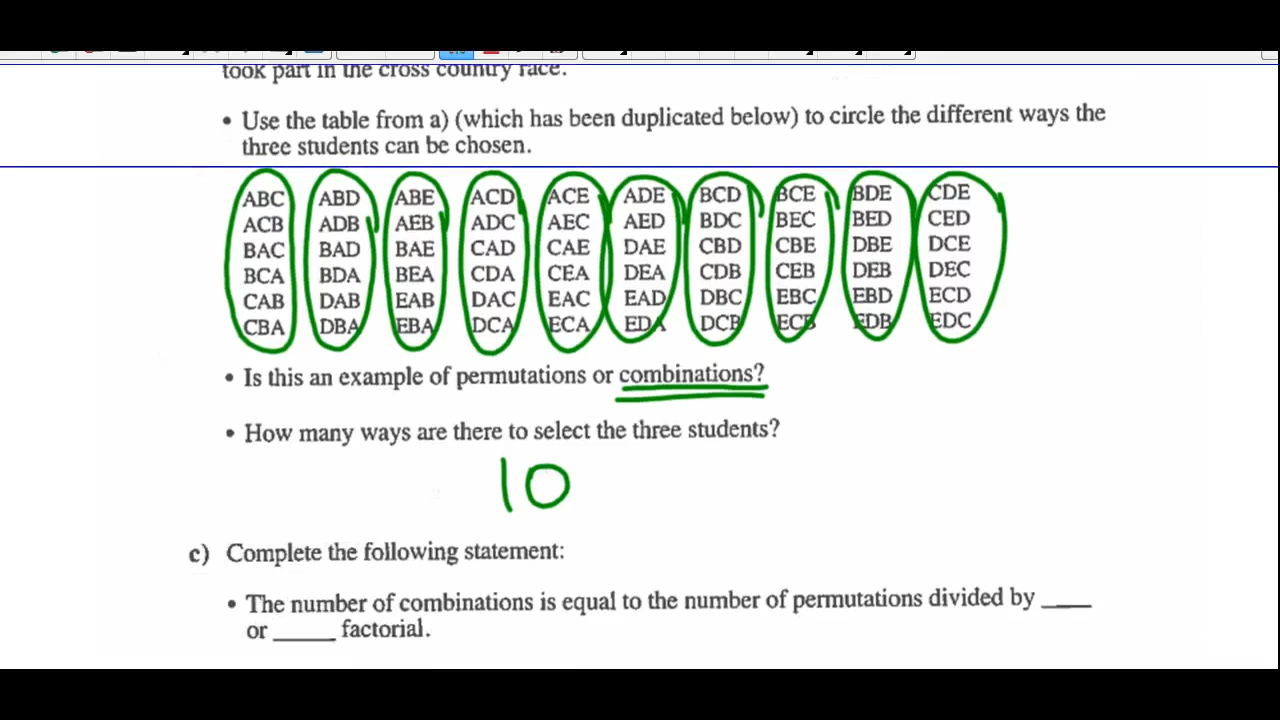 took part in the cross country race.
• Use the table from a) (which has been duplicated below) to circle the different ways the
three students can be chosen.
ABC ABD ABE ACD ACE ADE BCD BCE BDE CDE
ACB ADB AEB ADC AEC AED BDC BEC BED CED
BAC BAD BAE CAD CAE DAE CBD CBE DBE DCE
BCA BDA BEA CDA CEA DEA CDB CEB DEB DEC
CAB DAB EAB DAC EAC EAD DBC EBC EBD ECD
CBA DBA EBA DCA ECA EDA DCB ECB EDB EDC
• Is this an example of permutations or combinations?
• How many ways are there to select the three students?
10
c) Complete the following statement:
• The number of combinations is equal to the number of permutations divided by ____
or _____ factorial.